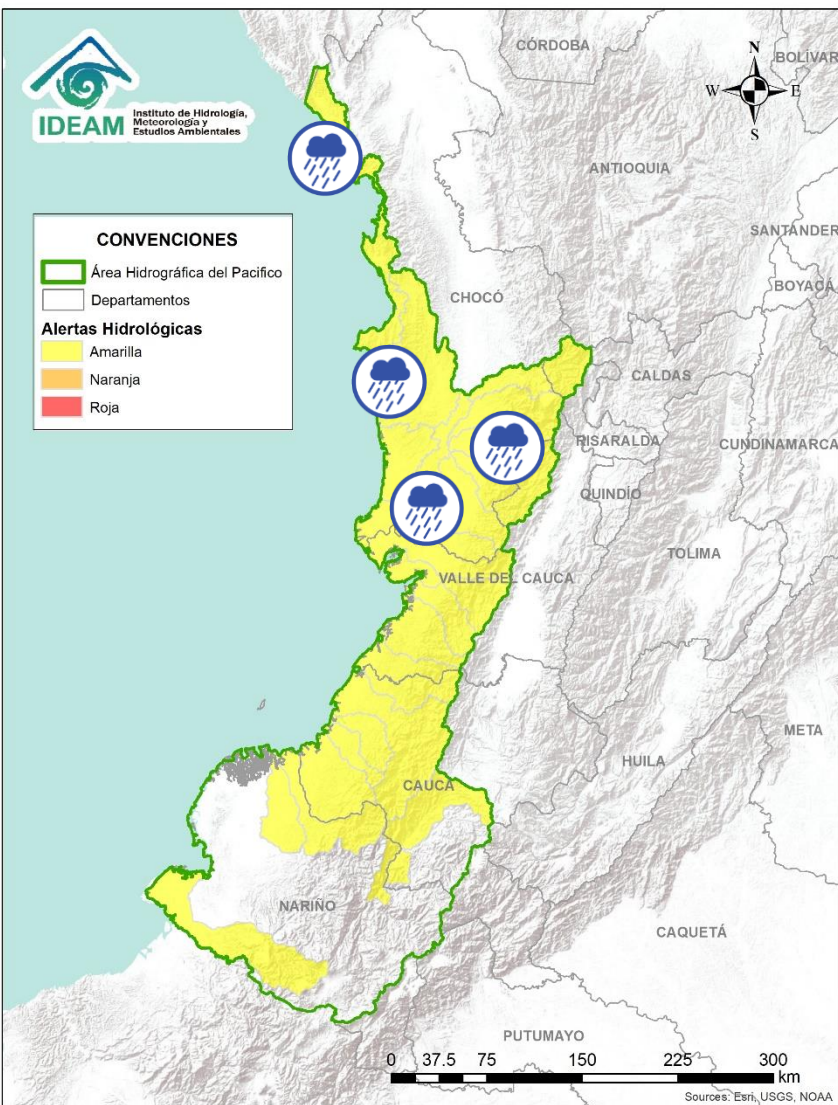 IDEAM
Instituto de Hidrología,
Meteorología y
Estudios Ambientales
CÓRDOBA
BOLÍVAR
N
W
E
S
ANTIOQUIA
SANTANDER
BOYACÁ
CONVENCIONES
Área Hidrográfica del Pacifico
Departamentos
Alertas Hidrológicas
Amarilla
Naranja
Roja
CHOCÓ
CALDAS
RISARALDA
CUNDINAMARCA
QUINDÍO
TOLIMA
VALLE DEL CAUCA
META
HUILA
CAUCA
NARIÑO
CAQUETÁ
PUTUMAYO
0 37.5 75 150 225 300
km
Sources: Esri, USGS, NOAA